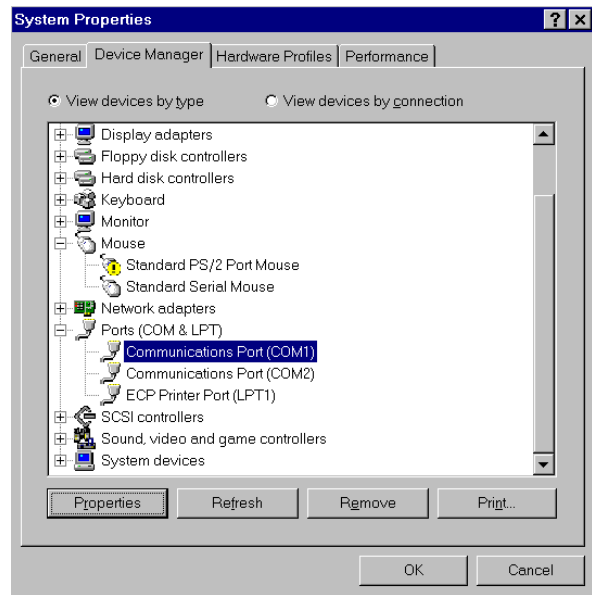 System Properties
General Device Manager Hardware Profiles Performance
View devices by type View devices by connection
Display adapters
Floppy disk controllers
Hard disk controllers
Keyboard
Monitor
Mouse
Standard PS/2 Port Mouse
Standard Serial Mouse
Network adapters
Ports (COM & LPT)
Communications Port (COM1)
Communications Port (COM2)
ECP Printer Port (LPT1)
SCSI controllers
Sound, video and game controllers
System devices
Properties Refresh Remove Print...
OK Cancel